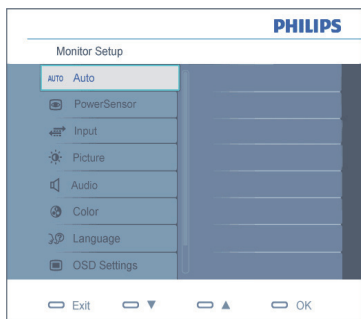 PHILIPS
Monitor Setup
AUTO Auto
PowerSensor
Input
Picture
Audio
Color
Language
OSD Settings
Exit ▼ ▲ OK